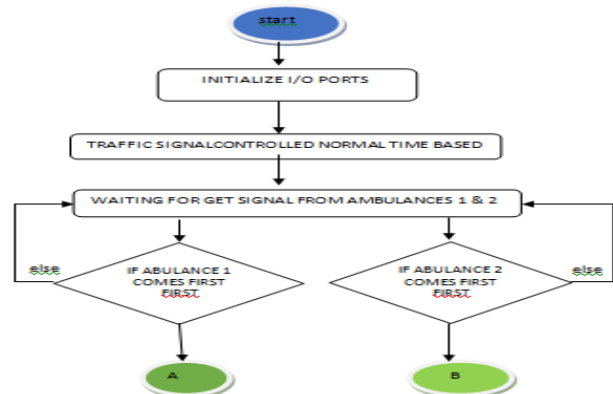 start
INITIALIZE I/O PORTS
TRAFFIC SIGNALCONTROLLED NORMAL TIME BASED
WAITING FOR GET SIGNAL FROM AMBULANCES 1 & 2
else
IF ABULANCE 1
COMES FIRST
FIRST
IF ABULANCE 2
COMES FIRST
FIRST
else
A
B